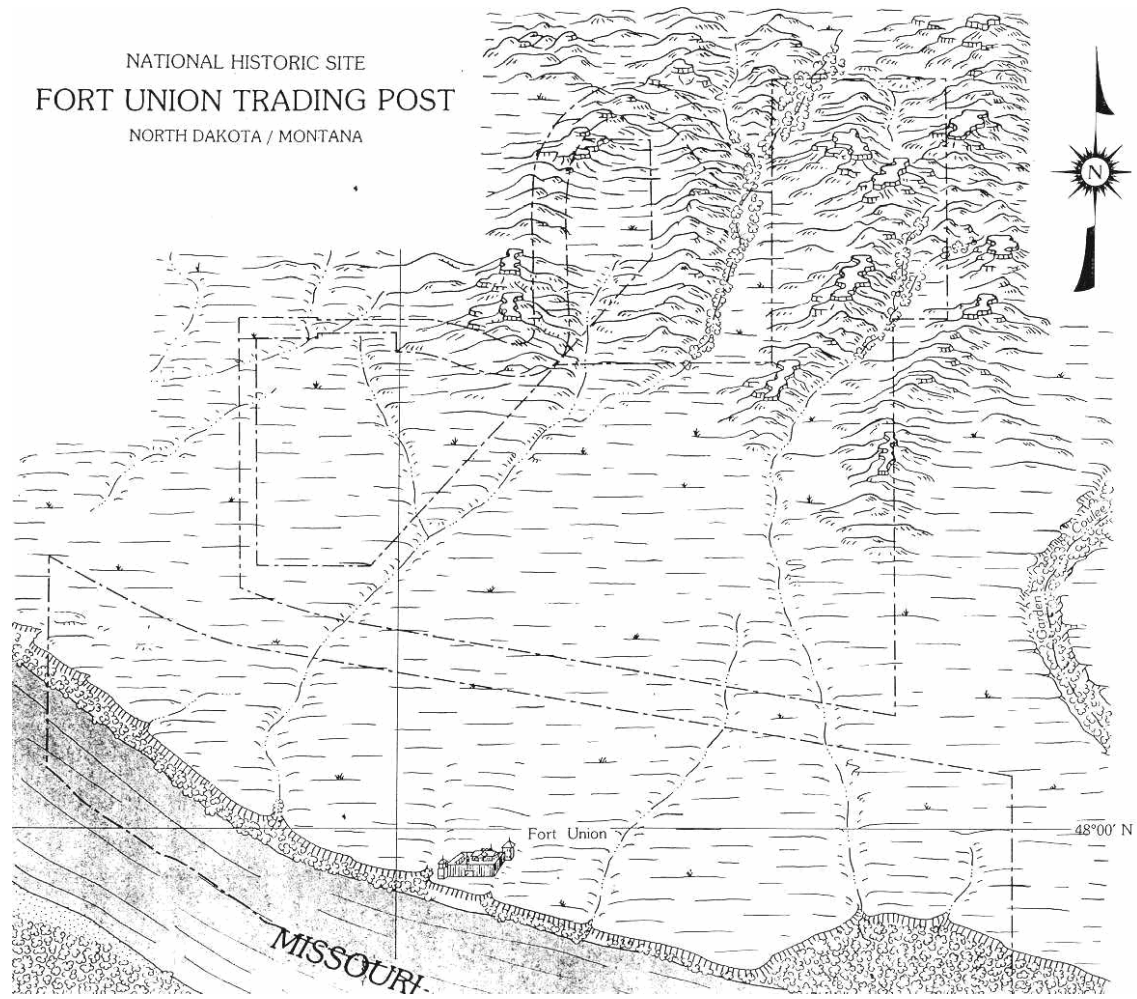 NATIONAL HISTORIC SITE
FORT UNION TRADING POST
NORTH DAKOTA / MONTANA
N
Garden Coulee
Fort Union
48°00' N
MISSOURI